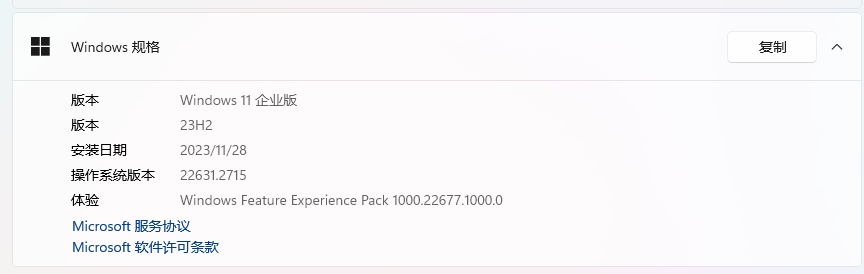 Windows 规格
复制
版本 Windows 11 企业版
版本 23H2
安装日期 2023/11/28
操作系统版本 22631.2715
体验 Windows Feature Experience Pack 1000.22677.1000.0
Microsoft 服务协议
Microsoft 软件许可条款